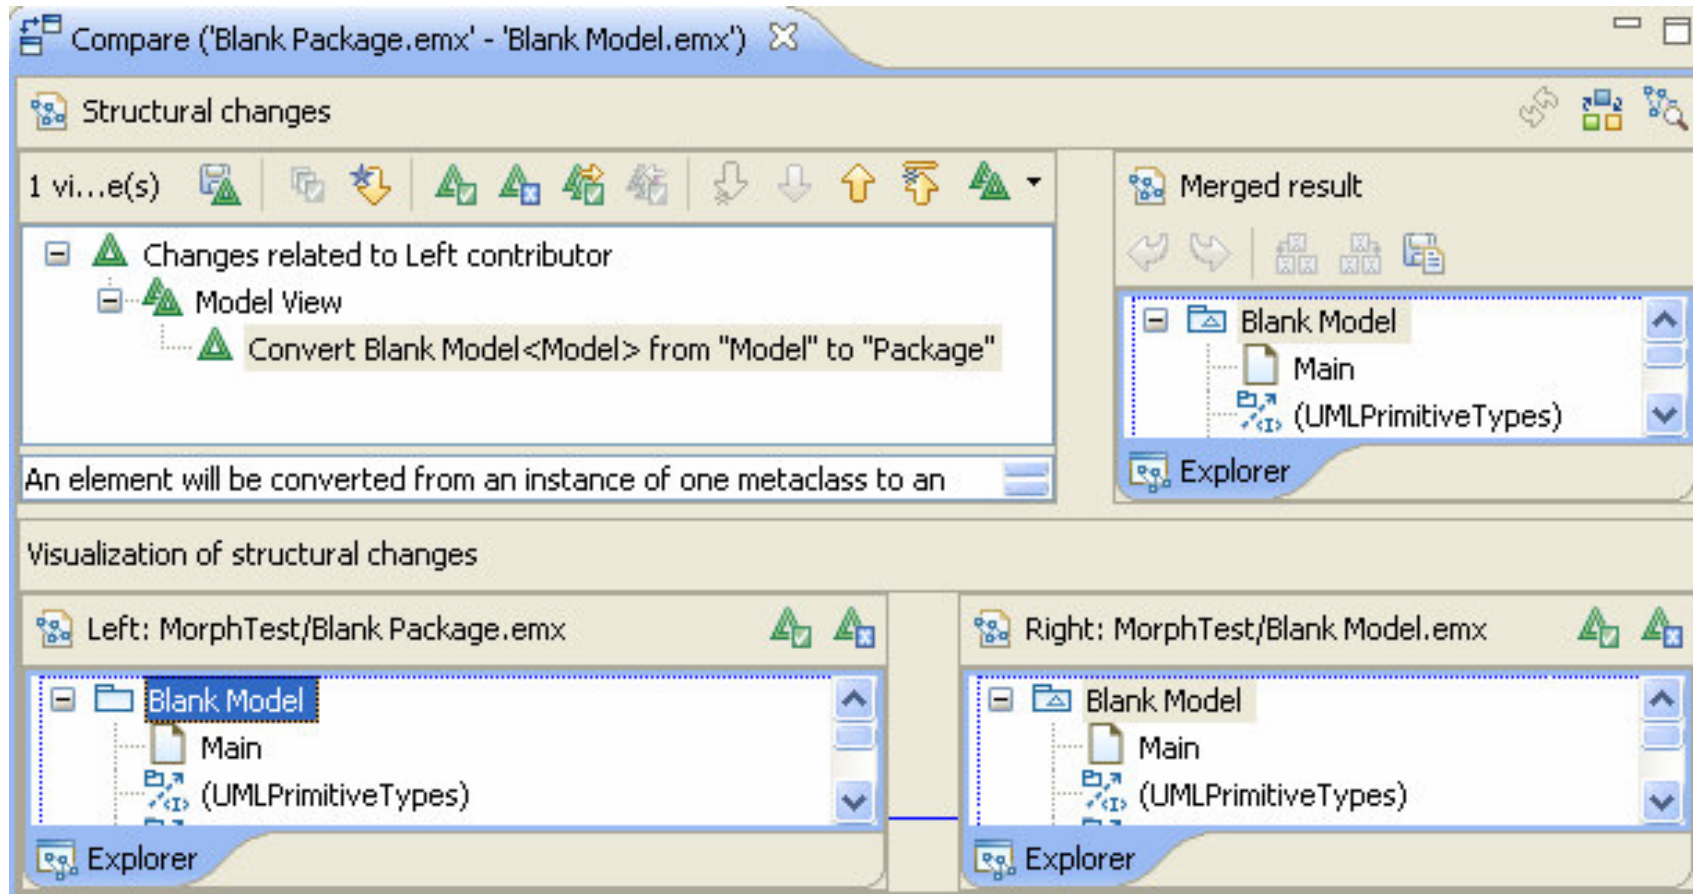 Compare ('Blank Package.emx' - 'Blank Model.emx')
Structural changes
1 vi...e(s)
Changes related to Left contributor
Model View
Convert Blank Model<Model> from "Model" to "Package"
An element will be converted from an instance of one metaclass to an
Merged result
Blank Model
Main
(UMLPrimitiveTypes)
Explorer
Visualization of structural changes
Left: MorphTest/Blank Package.emx
Blank Model
Main
(UMLPrimitiveTypes)
Explorer
Right: MorphTest/Blank Model.emx
Blank Model
Main
(UMLPrimitiveTypes)
Explorer